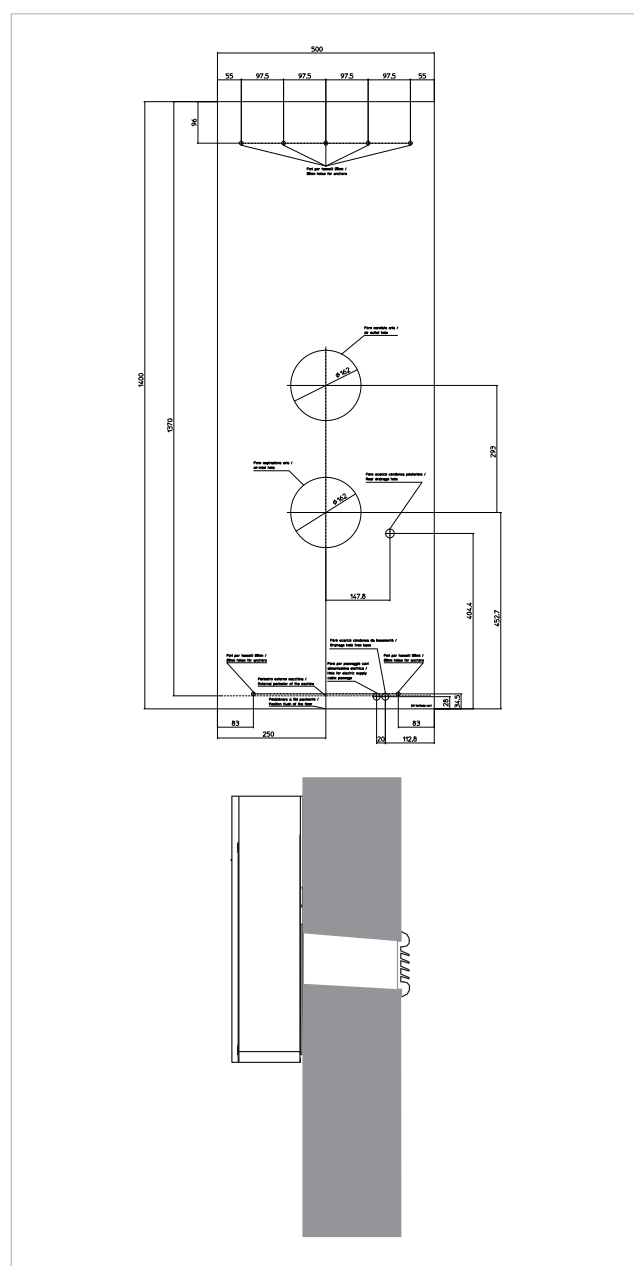 500
55 97.5 97.5 97.5 97.5 55
96
Fori per tasselli Ø8mm /
Ø8mm holes for anchors
1400
1370
Foro mandata aria /
air outlet hole
Ø 162
293
Foro aspirazione aria /
air-inlet hole
Foro scarico condensa posteriore /
Rear drainage hole
Ø 162
147.8
404.4
452.7
Foro scarico condensa da basamento /
Drainage hole from base
Fori per tasselli Ø8mm /
Ø8mm holes for anchors
Foro per passaggio cavi
alimentazione elettrica /
Hole for electric supply
cable passage
Fori per tasselli Ø8mm /
Ø8mm holes for anchors
Perimetro esterno macchina /
External perimeter of the machine
Posizionare a filo pavimento /
Position flush of the floor
28
34.5
83
83
250
20
112.8